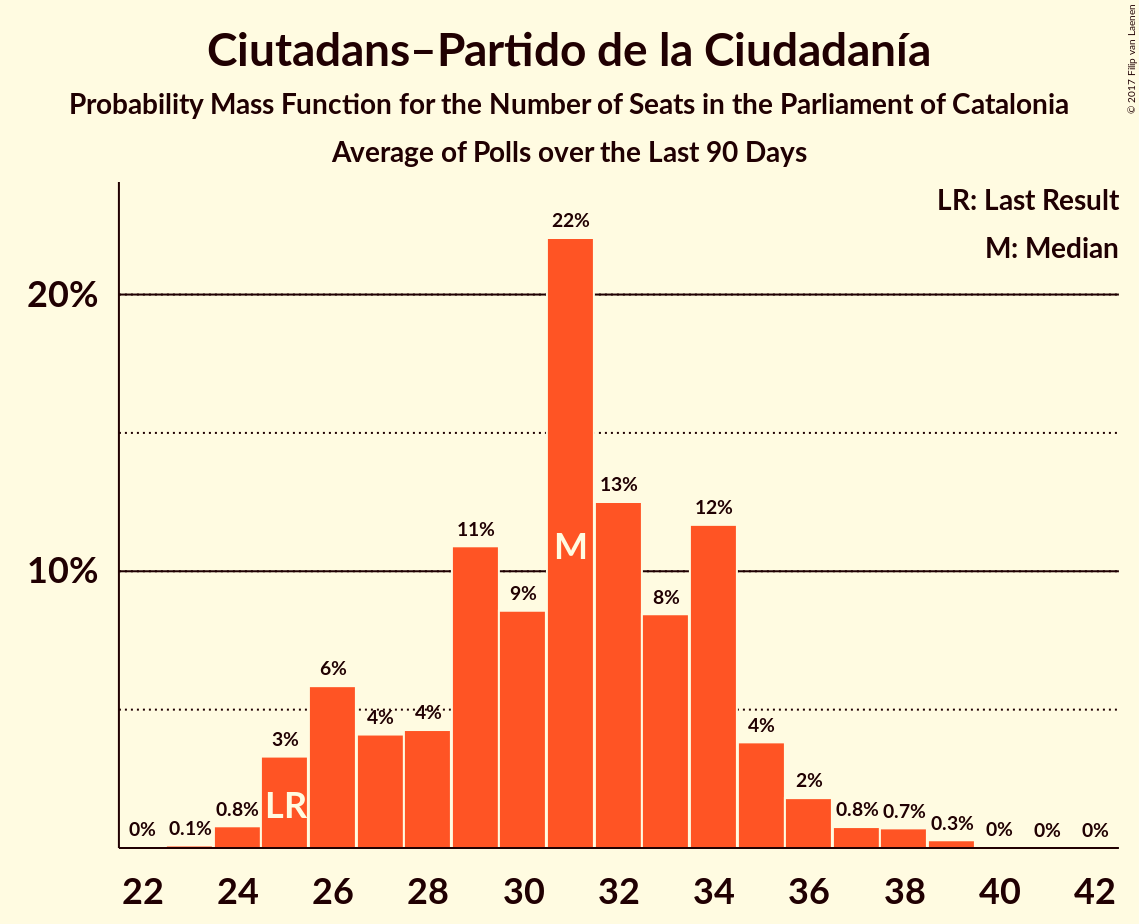 Ciutadans–Partido de la Ciudadanía
Probability Mass Function for the Number of Seats in the Parliament of Catalonia
Average of Polls over the Last 90 Days
© 2017 Filip van Laenen
LR: Last Result
M: Median
20%
10%
0%
0.1%
0.8%
3%
6%
4%
4%
11%
9%
22%
13%
8%
12%
4%
2%
0.8%
0.7%
0.3%
0%
0%
0%
LR
M
22 24 26 28 30 32 34 36 38 40 42